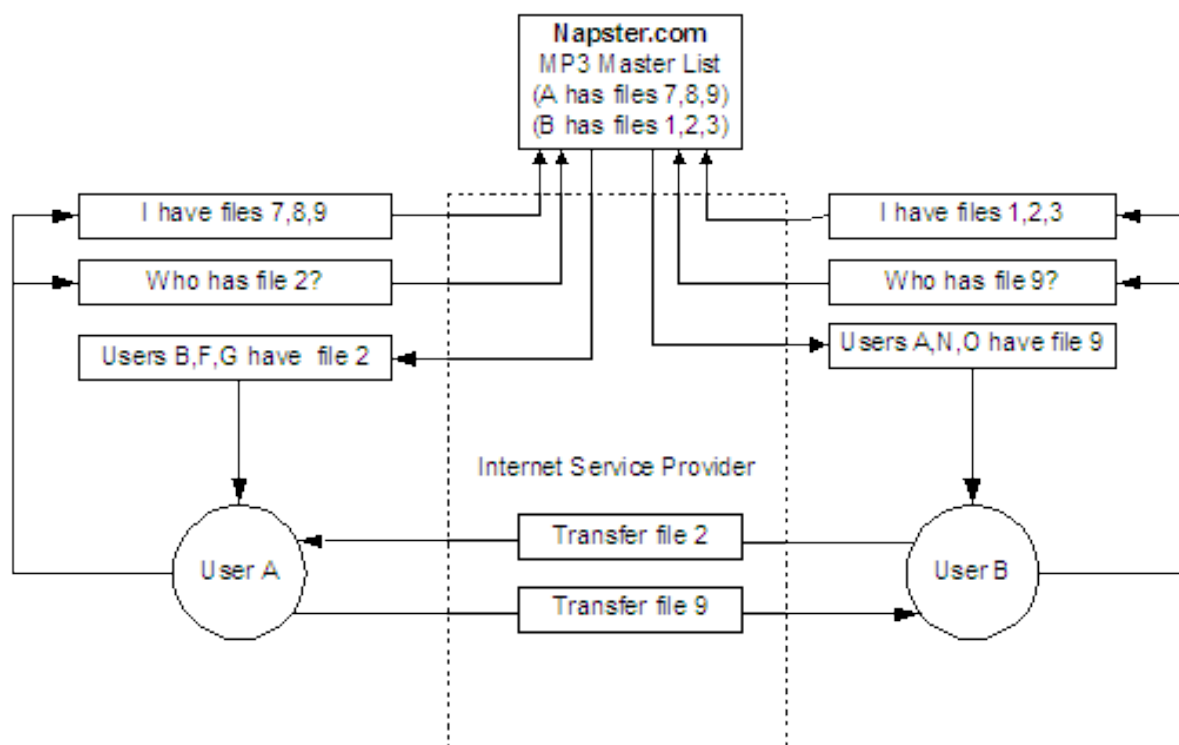 Napster.com
MP3 Master List
(A has files 7,8,9)
(B has files 1,2,3)
I have files 7,8,9
I have files 1,2,3
Who has file 2?
Who has file 9?
Users B,F,G have file 2
Users A,N,O have file 9
Internet Service Provider
Transfer file 2
User A
User B
Transfer file 9